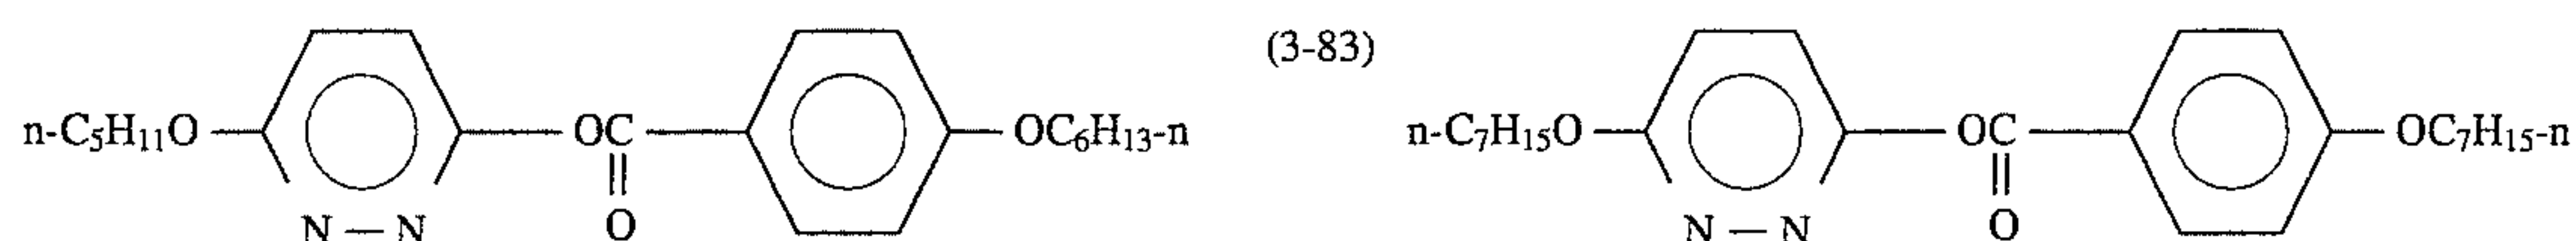 (3-83)
n-C₅H₁₁O OC OC₆H₁₃-n n-C₇H₁₅O OC OC₇H₁₅-n
O O
N N N N